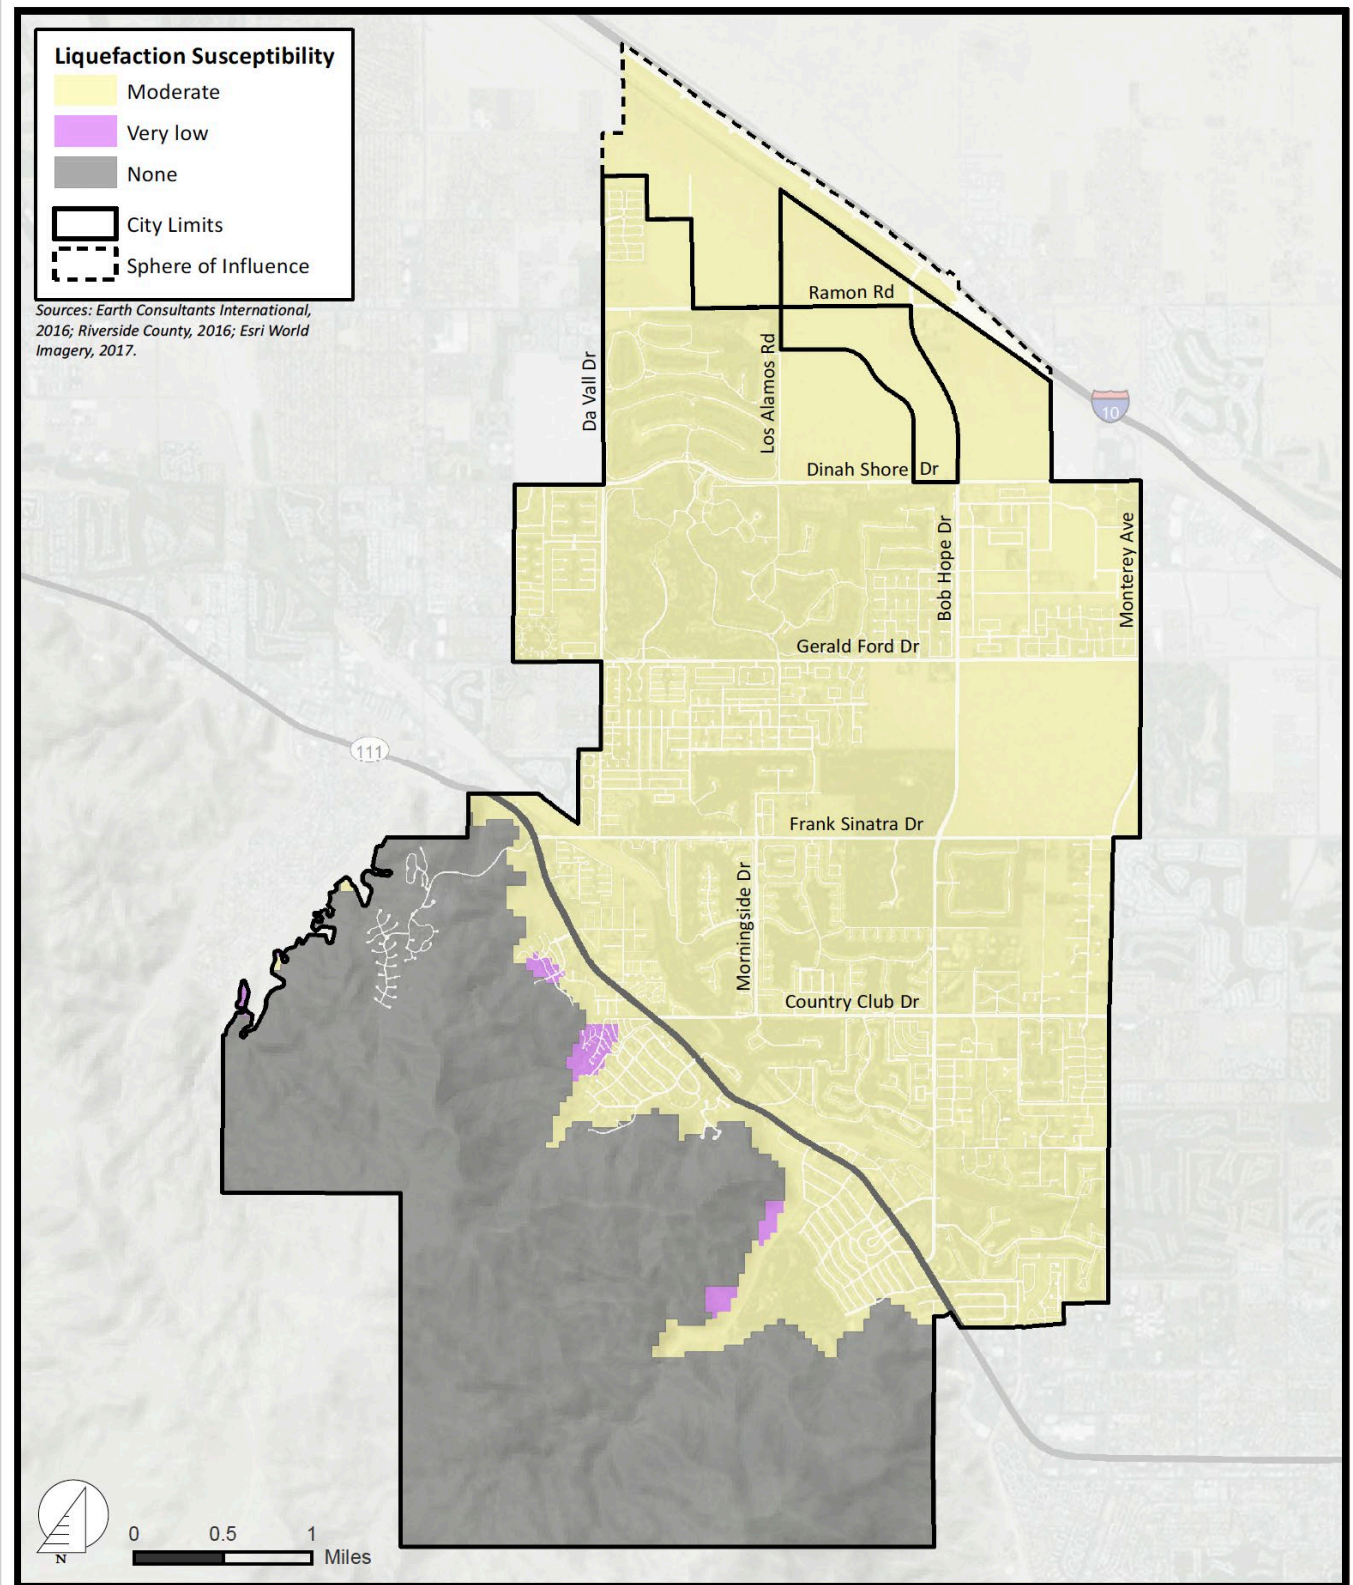 Liquefaction Susceptibility
Moderate
Very low
None
City Limits
Sphere of Influence
Sources: Earth Consultants International,
2016; Riverside County, 2016; Esri World
Imagery, 2017.
Ramon Rd
Da Vall Dr
Los Alamos Rd
10
Dinah Shore Dr
Bob Hope Dr
Monterey Ave
Gerald Ford Dr
111
Frank Sinatra Dr
Morningside Dr
Country Club Dr
N
0 0.5 1
Miles